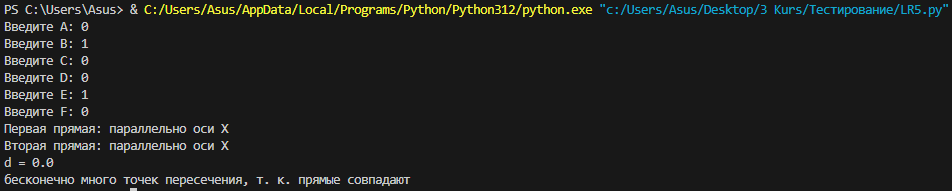 PS C:\Users\Asus> & C:/Users/Asus/AppData/Local/Programs/Python/Python312/python.exe "c:/Users/Asus/Desktop/3 Kurs/Тестирование/LR5.py"
Введите A: 0
Введите B: 1
Введите C: 0
Введите D: 0
Введите E: 1
Введите F: 0
Первая прямая: параллельно оси X
Вторая прямая: параллельно оси X
d = 0.0
бесконечно много точек пересечения, т. к. прямые совпадают